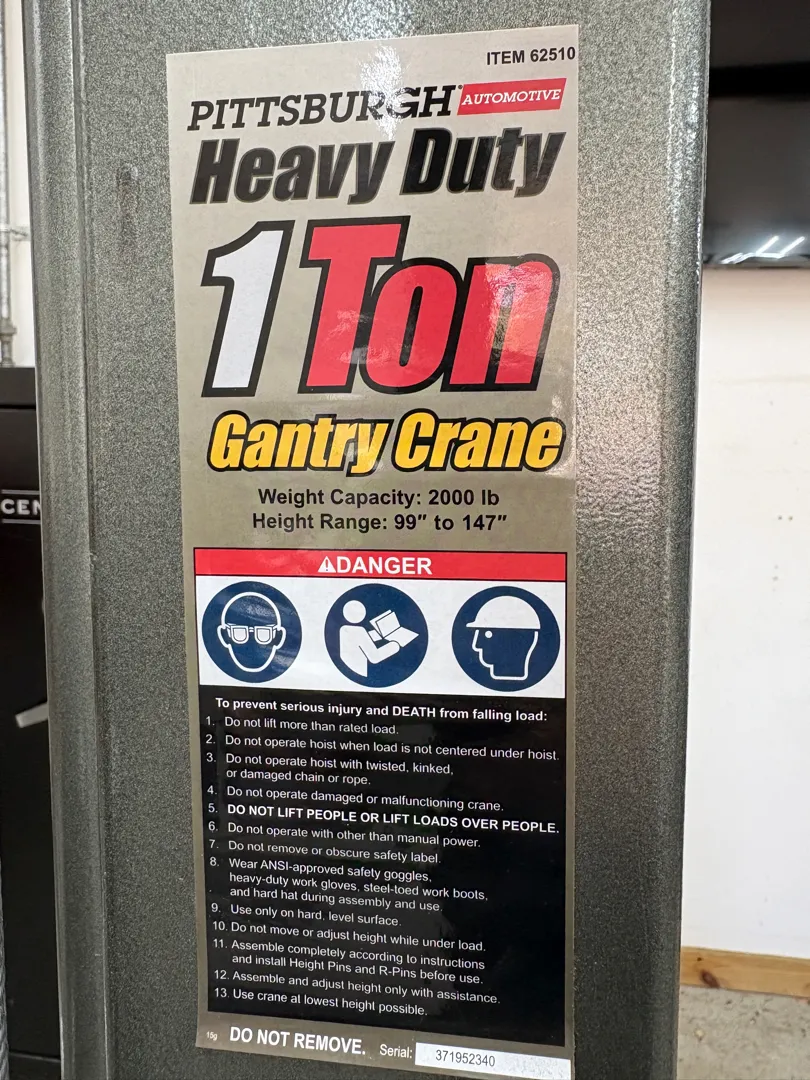 ITEM 62510
PITTSBURGH AUTOMOTIVE
Heavy Duty
1 Ton
Gantry Crane
Weight Capacity: 2000 lb
Height Range: 99" to 147"
⚠DANGER
To prevent serious injury and DEATH from falling load:
1. Do not lift more than rated load.
2. Do not operate hoist when load is not centered under hoist.
3. Do not operate hoist with twisted, kinked,
or damaged chain or rope.
4. Do not operate damaged or malfunctioning crane.
5. DO NOT LIFT PEOPLE OR LIFT LOADS OVER PEOPLE.
6. Do not operate with other than manual power.
7. Do not remove or obscure safety label.
8. Wear ANSI-approved safety goggles,
heavy-duty work gloves, steel-toed work boots,
and hard hat during assembly and use.
9. Use only on hard, level surface.
10. Do not move or adjust height while under load.
11. Assemble completely according to instructions
and install Height Pins and R-Pins before use.
12. Assemble and adjust height only with assistance.
13. Use crane at lowest height possible.
15g DO NOT REMOVE. Serial: 371952340
CEN